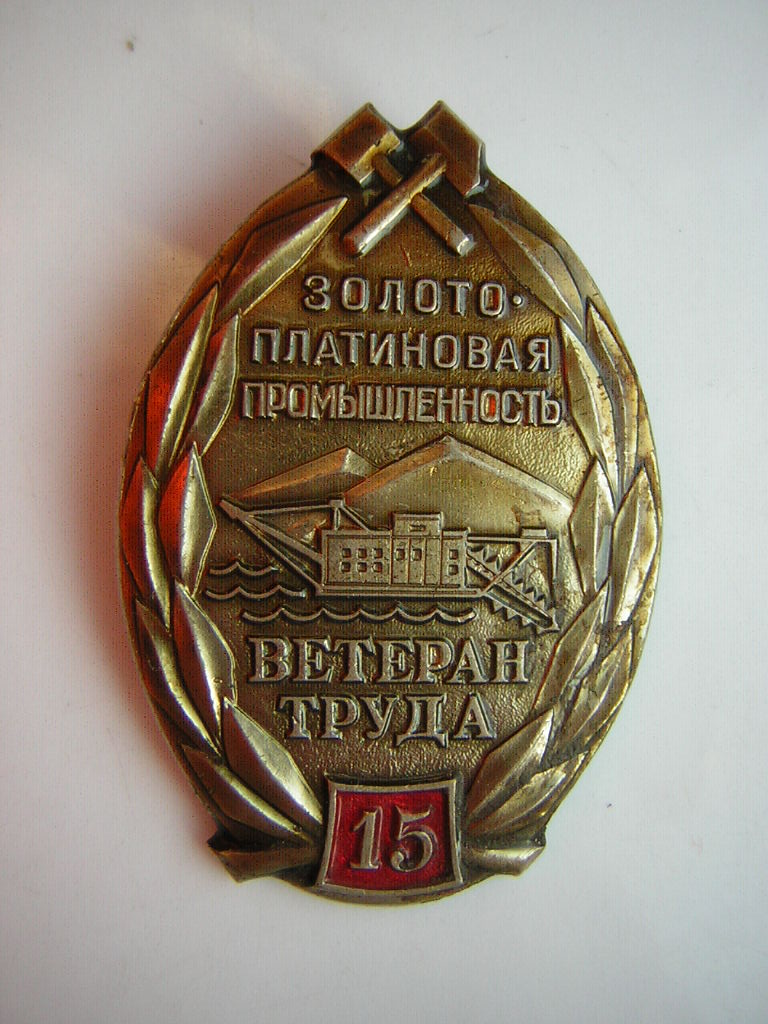 ЗОЛОТО-
ПЛАТИНОВАЯ
ПРОМЫШЛЕННОСТЬ
ВЕТЕРАН
ТРУДА
15